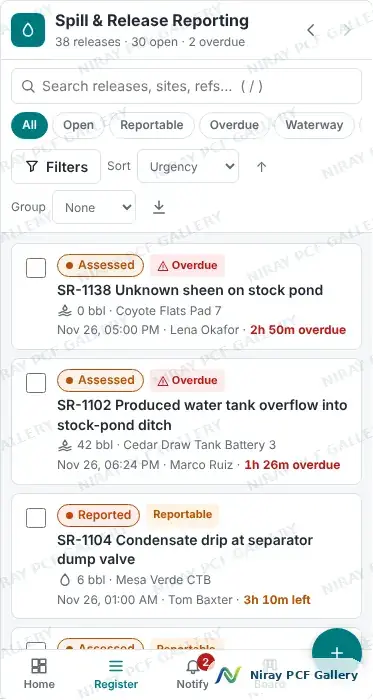 Spill & Release Reporting
38 releases · 30 open · 2 overdue
Search releases, sites, refs... ( / )
All Open Reportable Overdue Waterway
Filters Sort Urgency
Group None
Assessed Overdue
SR-1138 Unknown sheen on stock pond
0 bbl · Coyote Flats Pad 7
Nov 26, 05:00 PM · Lena Okafor · 2h 50m overdue
Assessed Overdue
SR-1102 Produced water tank overflow into
stock-pond ditch
42 bbl · Cedar Draw Tank Battery 3
Nov 26, 06:24 PM · Marco Ruiz · 1h 26m overdue
Reported Reportable
SR-1104 Condensate drip at separator
dump valve
6 bbl · Mesa Verde CTB
Nov 26, 01:00 AM · Tom Baxter · 3h 10m left
Assessed Reportable
2
Home Register Notify Board
Niray PCF Gallery
NIRAY PCF GALLERY